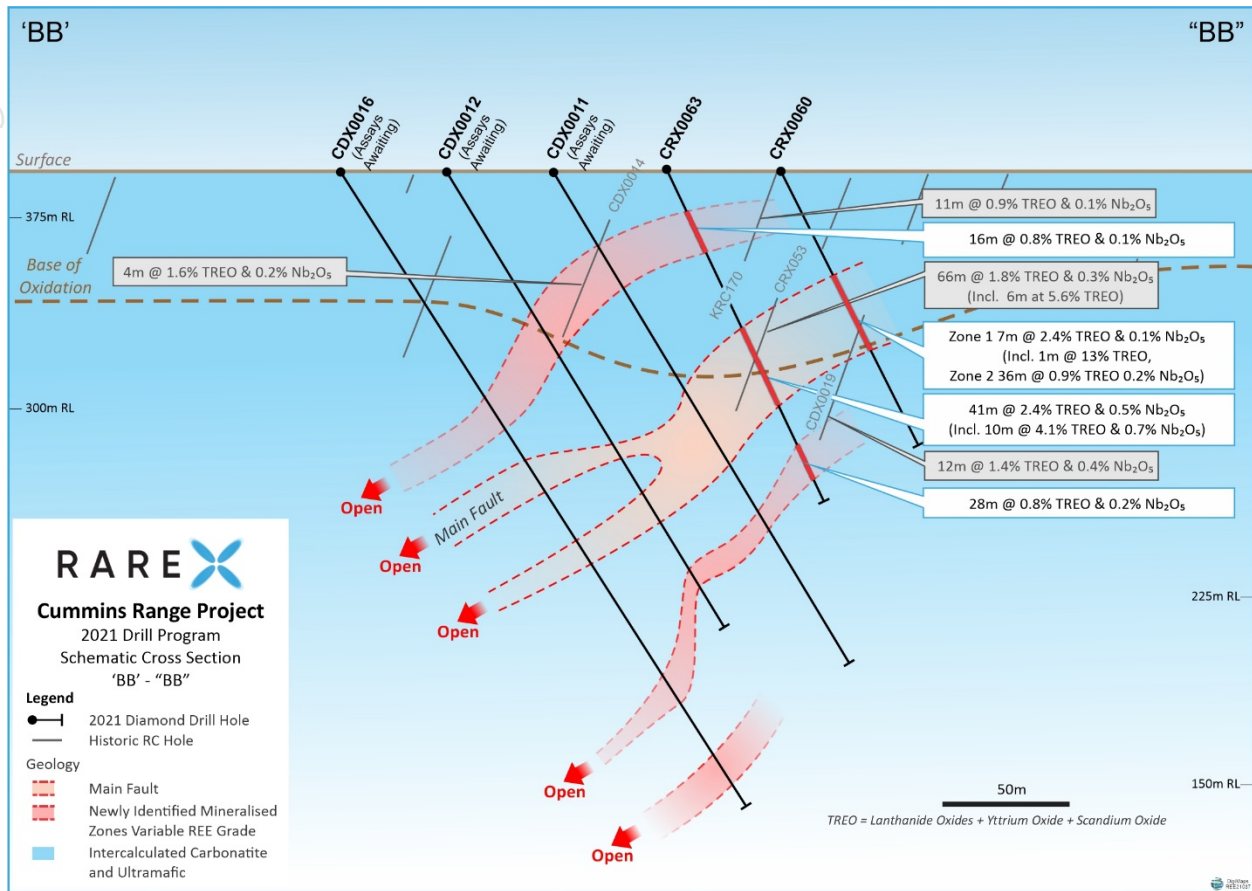 ‘BB’
“BB”
CDX0016
(Assays
Awaiting)
CDX0012
(Assays
Awaiting)
CDX0011
(Assays
Awaiting)
CRX0063
CRX0060
Surface
375m RL
Base of
Oxidation
300m RL
225m RL
150m RL
CDX0014
KRC170
CRX053
CDX0019
4m @ 1.6% TREO & 0.2% Nb₂O₅
11m @ 0.9% TREO & 0.1% Nb₂O₅
16m @ 0.8% TREO & 0.1% Nb₂O₅
66m @ 1.8% TREO & 0.3% Nb₂O₅
(Incl.  6m at 5.6% TREO)
Zone 1 7m @ 2.4% TREO & 0.1% Nb₂O₅
(Incl. 1m @ 13% TREO,
Zone 2 36m @ 0.9% TREO 0.2% Nb₂O₅)
41m @ 2.4% TREO & 0.5% Nb₂O₅
(Incl. 10m @ 4.1% TREO & 0.7% Nb₂O₅)
12m @ 1.4% TREO & 0.4% Nb₂O₅
28m @ 0.8% TREO & 0.2% Nb₂O₅
Main Fault
Open
Open
Open
Open
Open
RAREX
Cummins Range Project
2021 Drill Program
Schematic Cross Section
‘BB’ - “BB”
Legend
2021 Diamond Drill Hole
Historic RC Hole
Geology
Main Fault
Newly Identified Mineralised
Zones Variable REE Grade
Intercalculated Carbonatite
and Ultramafic
50m
TREO = Lanthanide Oxides + Yttrium Oxide + Scandium Oxide